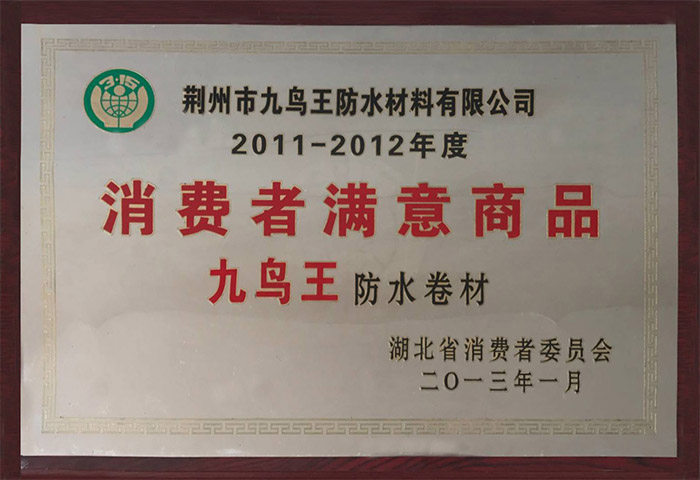 3·15
荆州市九鸟王防水材料有限公司
2011-2012年度
消费者满意商品
九鸟王防水卷材
湖北省消费者委员会
二〇一三年一月